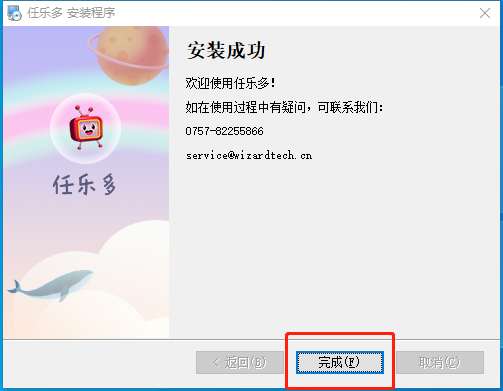 任乐多 安装程序
任乐多
安装成功
欢迎使用任乐多!
如在使用过程中有疑问，可联系我们:
0757-82255866
service@wizardtech.cn
< 返回(B)
完成(F)
取消(C)